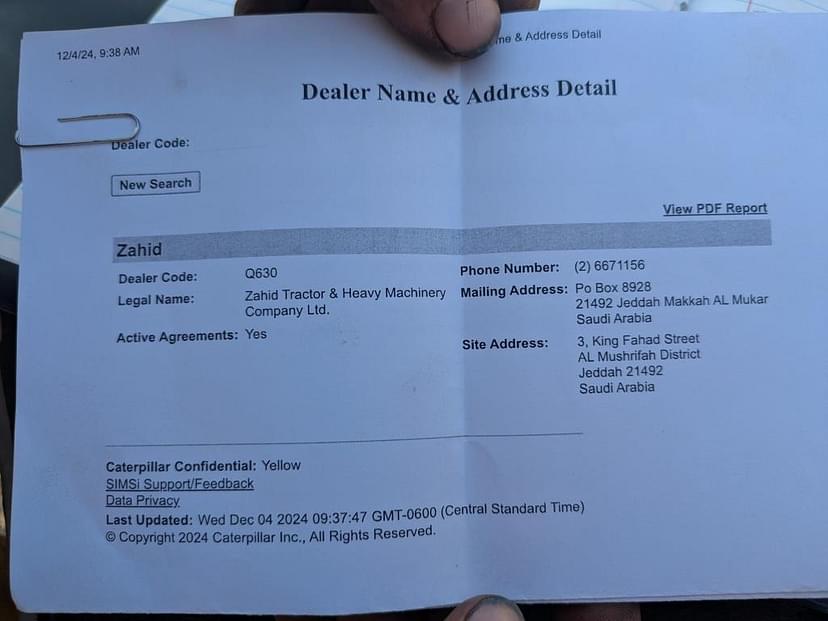 12/4/24, 9:38 AM
me & Address Detail
Dealer Name & Address Detail
Dealer Code:
New Search
View PDF Report
Zahid
Dealer Code: Q630
Legal Name: Zahid Tractor & Heavy Machinery
Company Ltd.
Active Agreements: Yes
Phone Number: (2) 6671156
Mailing Address: Po Box 8928
21492 Jeddah Makkah AL Mukar
Saudi Arabia
Site Address: 3, King Fahad Street
AL Mushrifah District
Jeddah 21492
Saudi Arabia
Caterpillar Confidential: Yellow
SIMSi Support/Feedback
Data Privacy
Last Updated: Wed Dec 04 2024 09:37:47 GMT-0600 (Central Standard Time)
© Copyright 2024 Caterpillar Inc., All Rights Reserved.